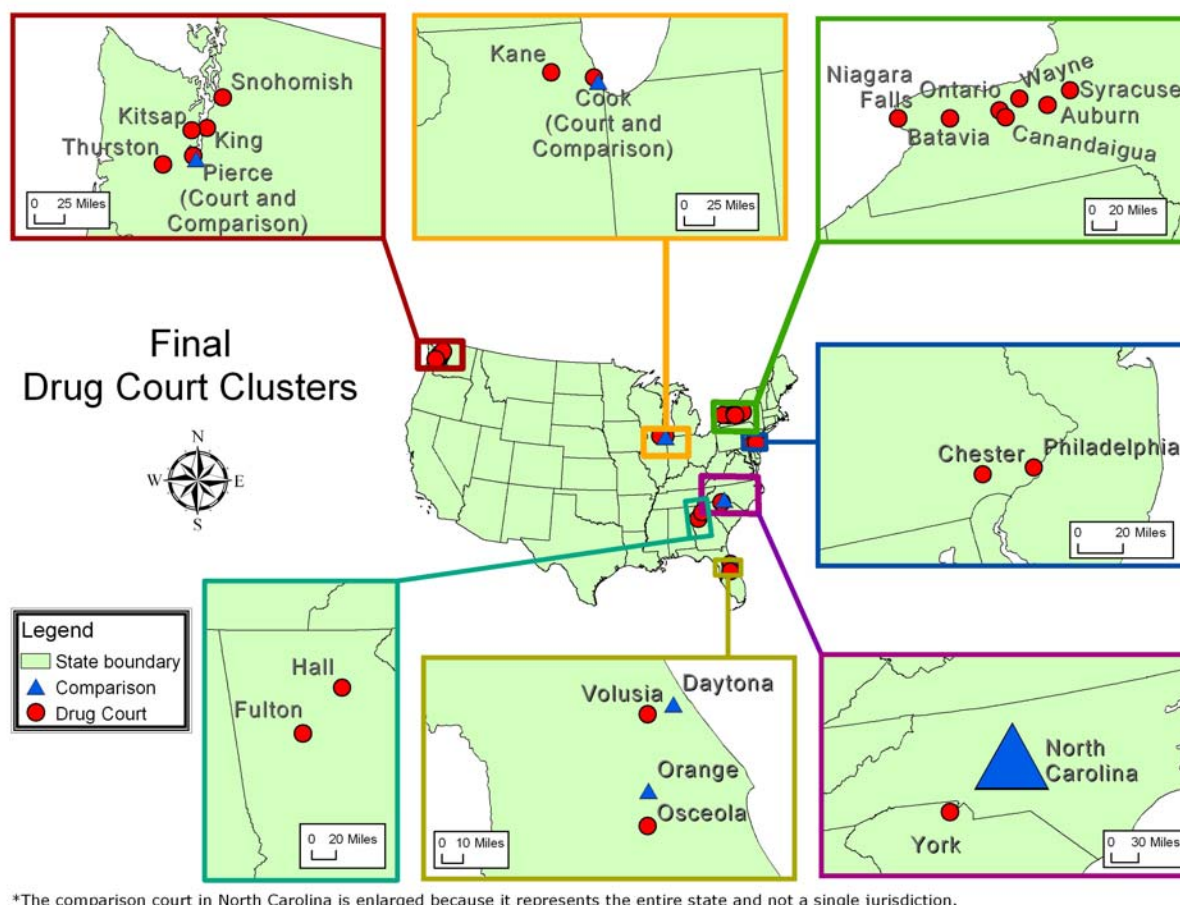 Snohomish
Kitsap
King
Thurston
Pierce
(Court and
Comparison)
0 25 Miles
Kane
Cook
(Court and
Comparison)
0 25 Miles
Niagara
Falls
Ontario
Wayne
Syracuse
Auburn
Batavia
Canandaigua
0 20 Miles
Final
Drug Court Clusters
N
W E
S
Chester
Philadelphia
0 20 Miles
Legend
State boundary
Comparison
Drug Court
Hall
Fulton
0 20 Miles
Volusia
Daytona
Orange
Osceola
0 10 Miles
North
Carolina
York
0 30 Miles
*The comparison court in North Carolina is enlarged because it represents the entire state and not a single jurisdiction.